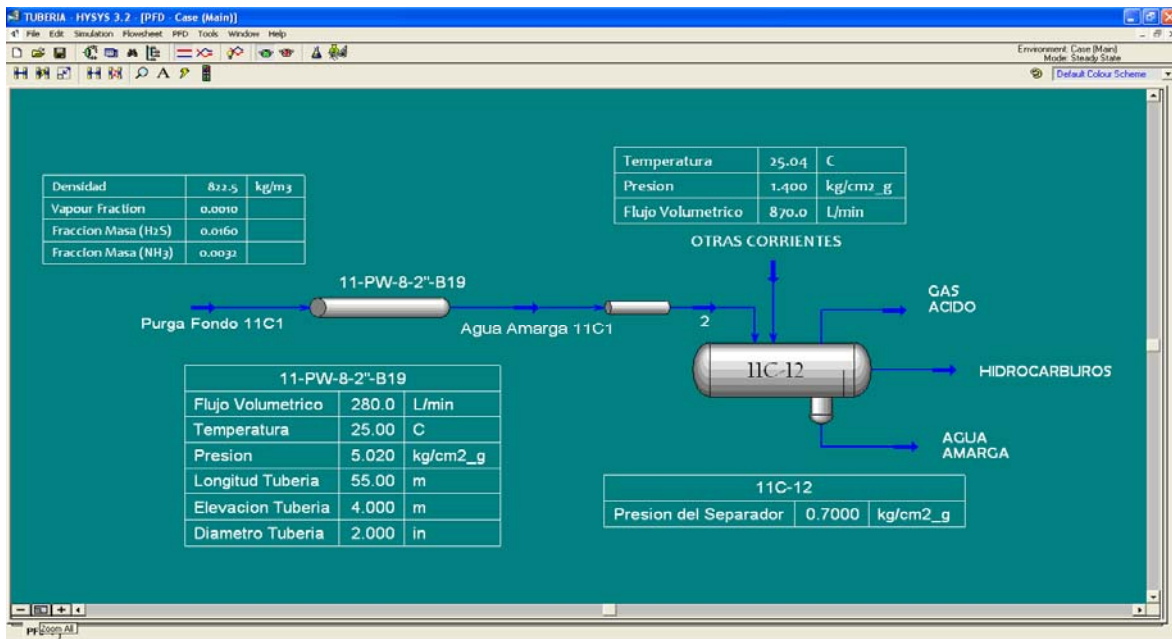 TUBERIA - HYSYS 3.2 - [PFD - Case (Main)]
File Edit Simulation Flowsheet PFD Tools Window Help
Environment: Case (Main)
Mode: Steady State
Default Colour Scheme
Temperatura 25.04 C
Presion 1.400 kg/cm2_g
Flujo Volumetrico 870.0 L/min
Densidad 822.5 kg/m3
Vapour Fraction 0.0010
Fraccion Masa (H2S) 0.0160
Fraccion Masa (NH3) 0.0032
OTRAS CORRIENTES
11-PW-8-2"-B19
GAS
ACIDO
Purga Fondo 11C1
Agua Amarga 11C1
2
11C-12
HIDROCARBUROS
AGUA
AMARGA
11-PW-8-2"-B19
Flujo Volumetrico 280.0 L/min
Temperatura 25.00 C
Presion 5.020 kg/cm2_g
Longitud Tuberia 55.00 m
Elevacion Tuberia 4.000 m
Diametro Tuberia 2.000 in
11C-12
Presion del Separador 0.7000 kg/cm2_g
Zoom All